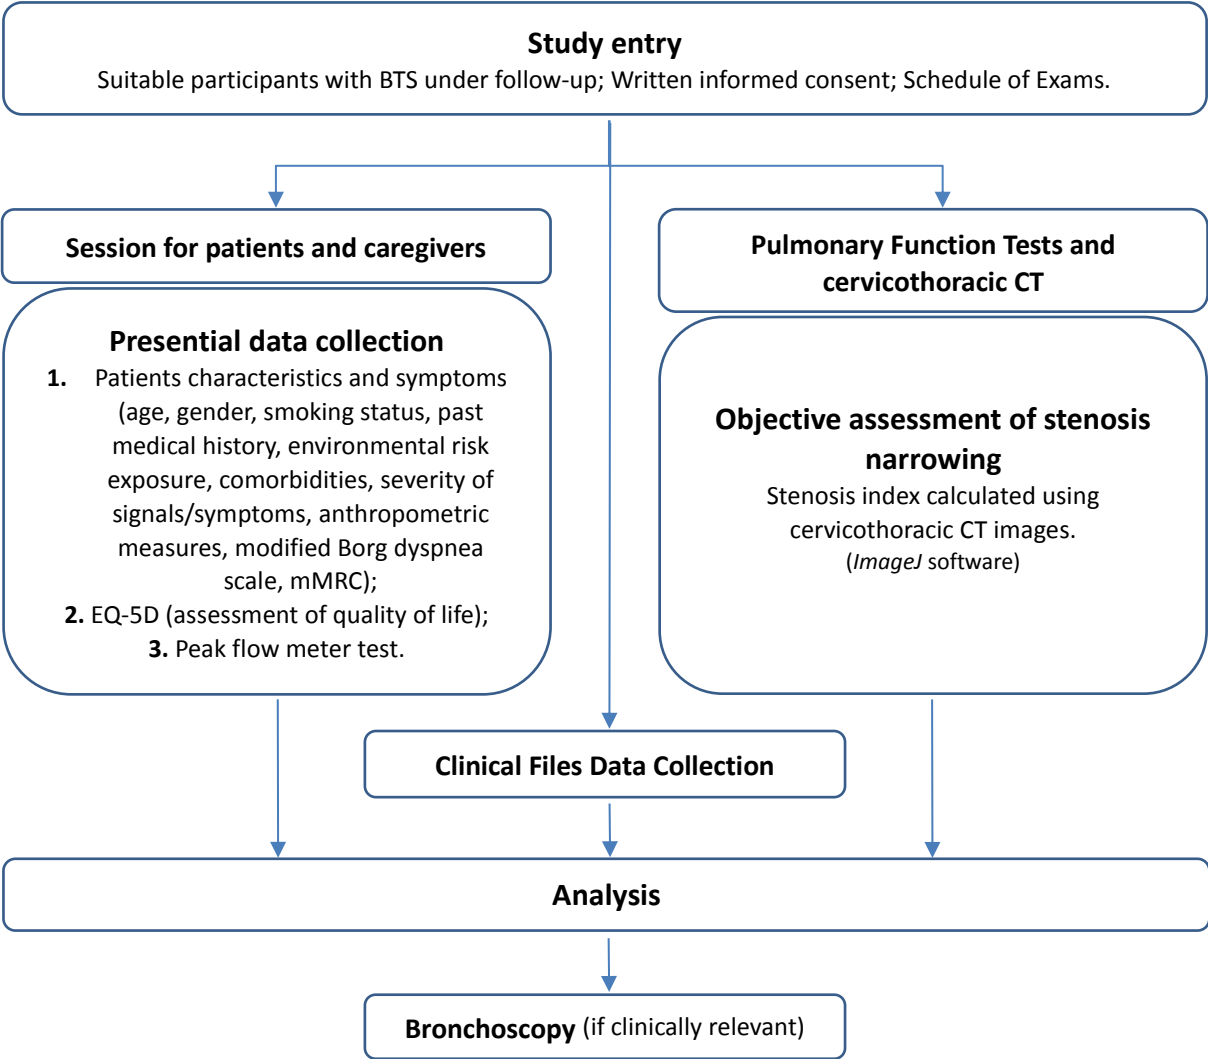 Study entry
Suitable participants with BTS under follow-up; Written informed consent; Schedule of Exams.
Session for patients and caregivers
Presential data collection
1. Patients characteristics and symptoms
(age, gender, smoking status, past
medical history, environmental risk
exposure, comorbidities, severity of
signals/symptoms, anthropometric
measures, modified Borg dyspnea
scale, mMRC);
2. EQ-5D (assessment of quality of life);
3. Peak flow meter test.
Pulmonary Function Tests and
cervicothoracic CT
Objective assessment of stenosis
narrowing
Stenosis index calculated using
cervicothoracic CT images.
(ImageJ software)
Clinical Files Data Collection
Analysis
Bronchoscopy (if clinically relevant)